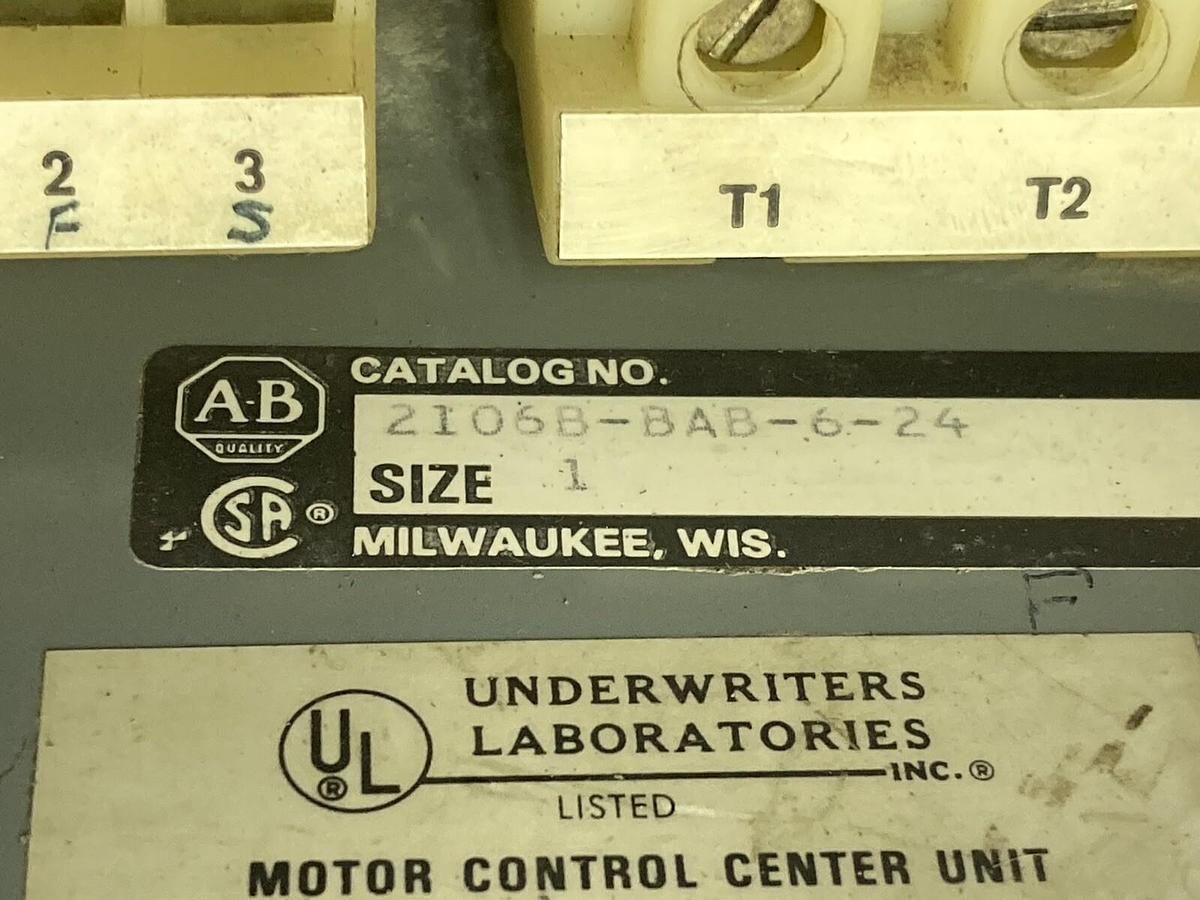 2 3
F S
T1 T2
A-B
QUALITY
CATALOG NO.
2106B-BAB-6-24
SIZE 1
CSA ®
MILWAUKEE, WIS.
F
UL ®
UNDERWRITERS
LABORATORIES
INC.®
LISTED
MOTOR CONTROL CENTER UNIT